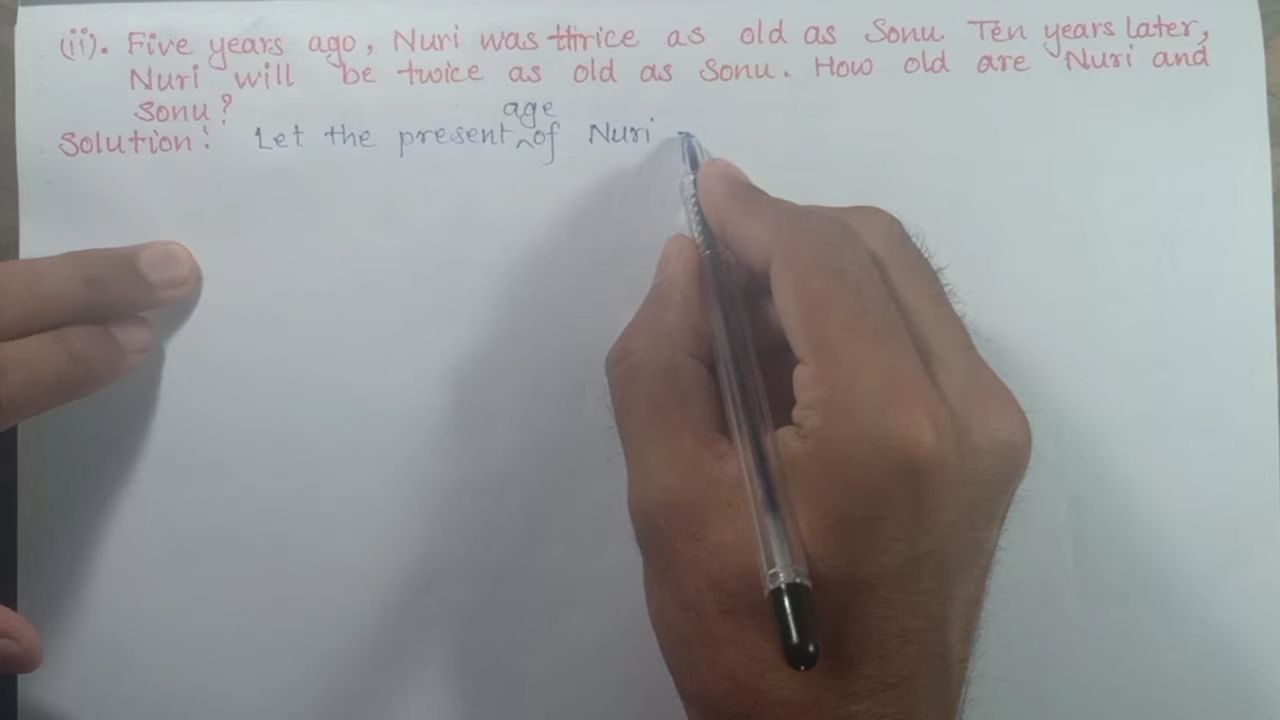 (ii). Five years ago, Nuri was thrice as old as Sonu Ten years later,
Nuri will be twice as old as Sonu. How old are Nuri and
Sonu?
age
Solution: Let the present of Nuri